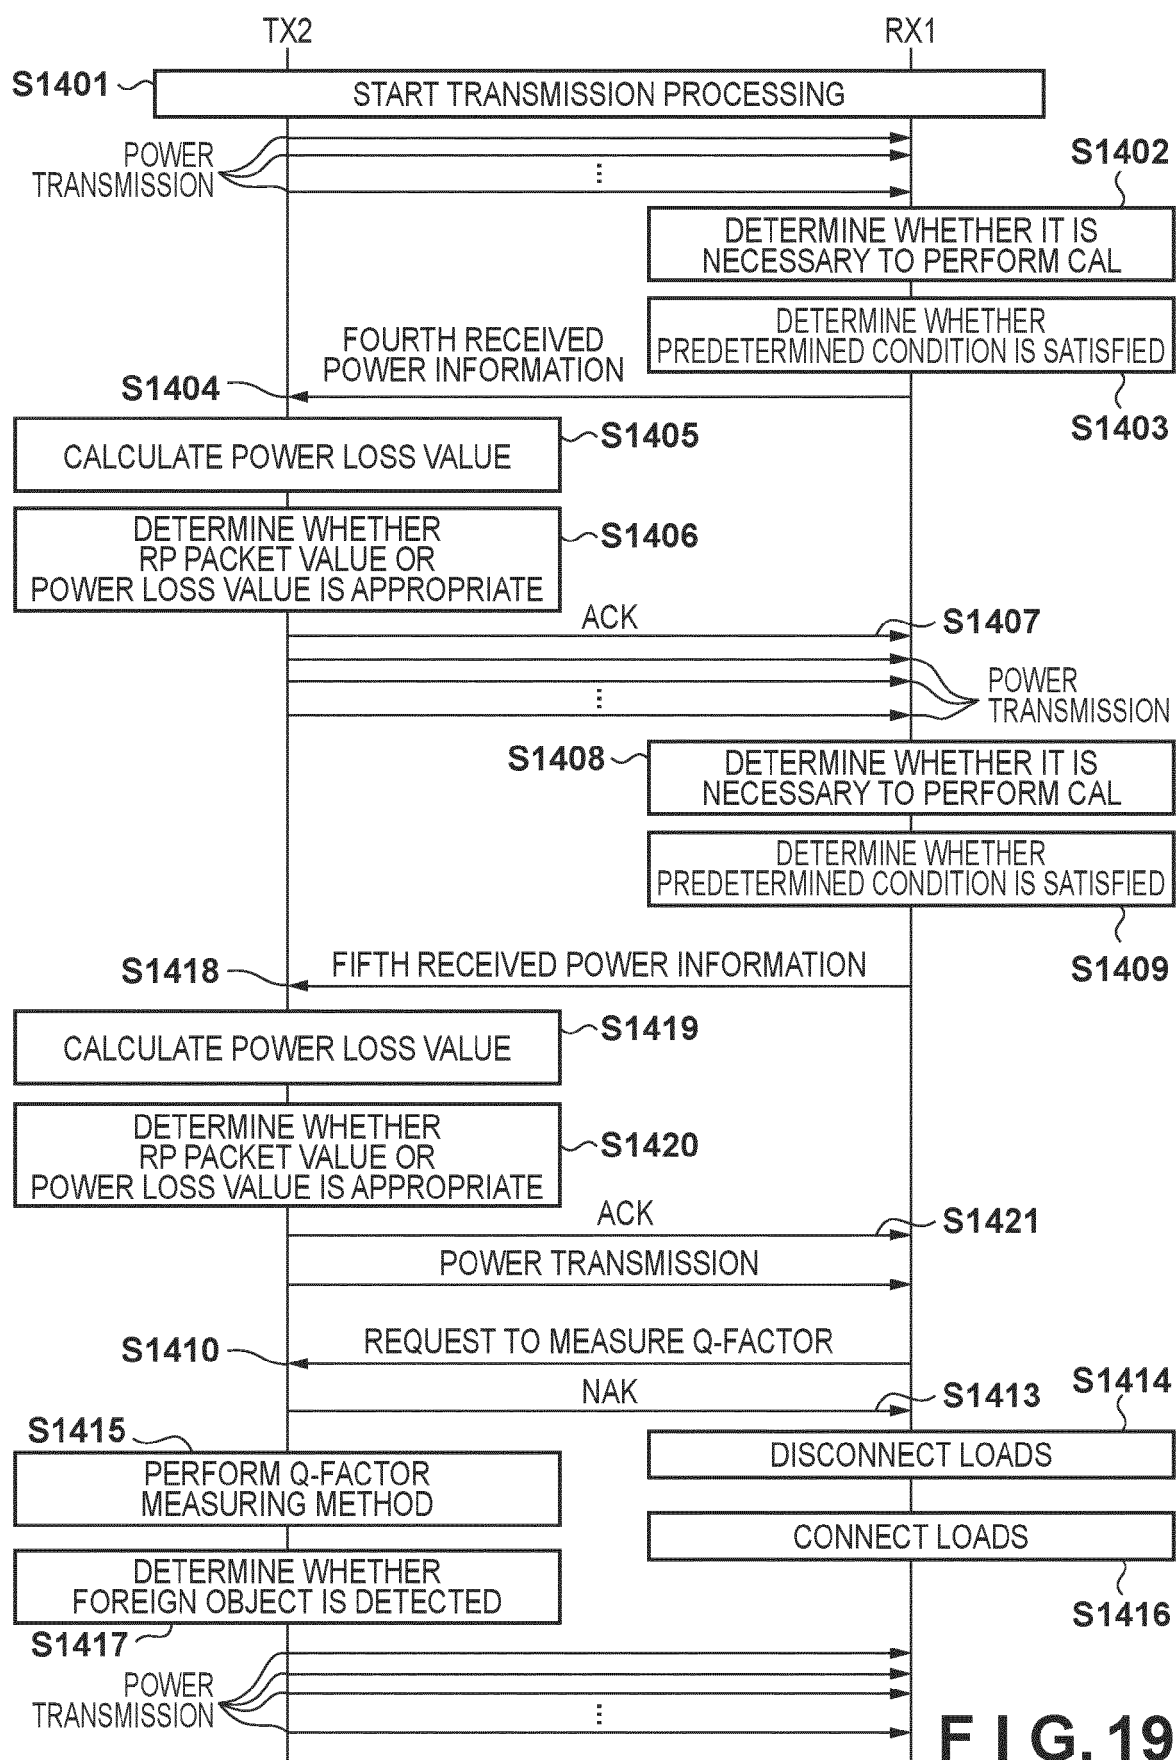 TX2
RX1
S1401
START TRANSMISSION PROCESSING
POWER
TRANSMISSION
S1402
DETERMINE WHETHER IT IS
NECESSARY TO PERFORM CAL
DETERMINE WHETHER
PREDETERMINED CONDITION IS SATISFIED
S1403
FOURTH RECEIVED
POWER INFORMATION
S1404
CALCULATE POWER LOSS VALUE
S1405
DETERMINE WHETHER
RP PACKET VALUE OR
POWER LOSS VALUE IS APPROPRIATE
S1406
ACK
S1407
POWER
TRANSMISSION
S1408
DETERMINE WHETHER IT IS
NECESSARY TO PERFORM CAL
DETERMINE WHETHER
PREDETERMINED CONDITION IS SATISFIED
S1409
S1418
FIFTH RECEIVED POWER INFORMATION
CALCULATE POWER LOSS VALUE
S1419
DETERMINE WHETHER
RP PACKET VALUE OR
POWER LOSS VALUE IS APPROPRIATE
S1420
ACK
S1421
POWER TRANSMISSION
S1410
REQUEST TO MEASURE Q-FACTOR
NAK
S1413
S1414
DISCONNECT LOADS
S1415
PERFORM Q-FACTOR
MEASURING METHOD
CONNECT LOADS
S1416
DETERMINE WHETHER
FOREIGN OBJECT IS DETECTED
S1417
POWER
TRANSMISSION
FIG. 19